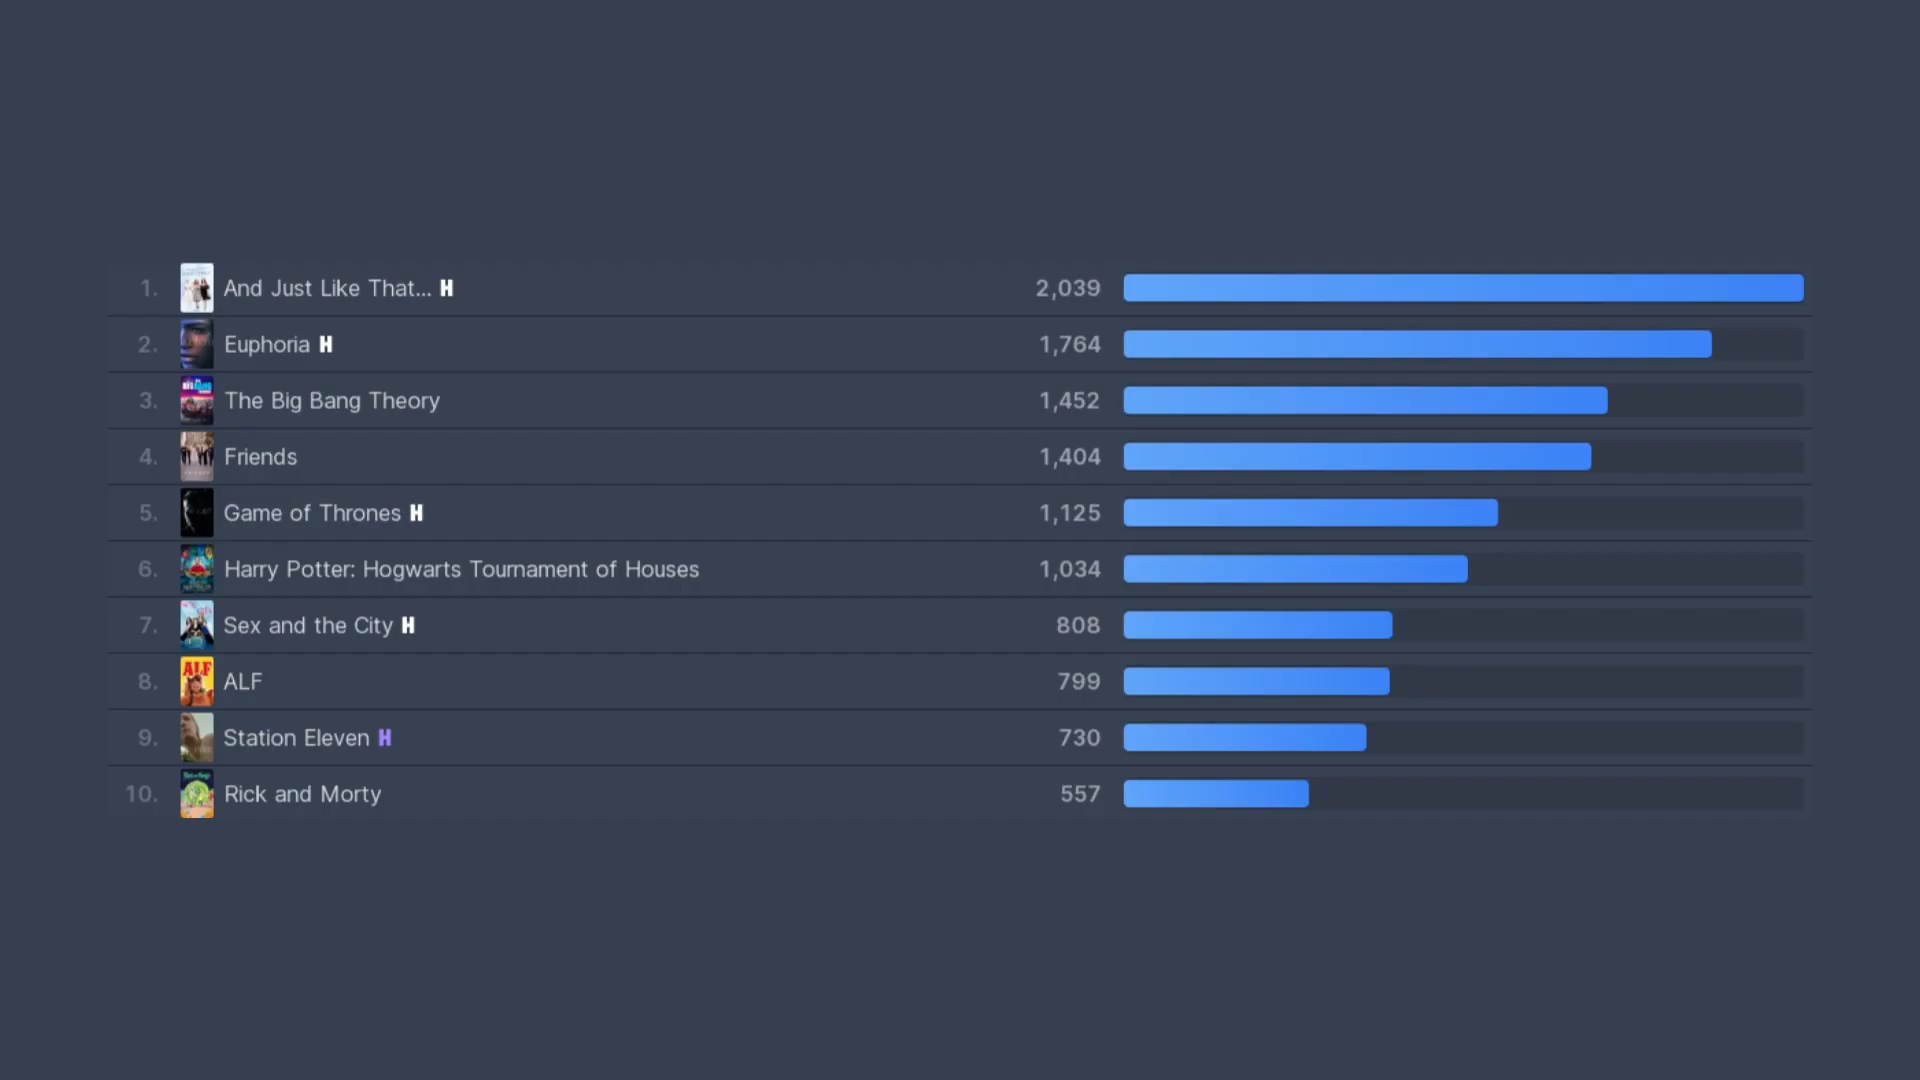 1. And Just Like That... H 2,039
2. Euphoria H 1,764
3. The Big Bang Theory 1,452
4. Friends 1,404
5. Game of Thrones H 1,125
6. Harry Potter: Hogwarts Tournament of Houses 1,034
7. Sex and the City H 808
8. ALF ALF 799
9. Station Eleven H 730
10. Rick and Morty 557